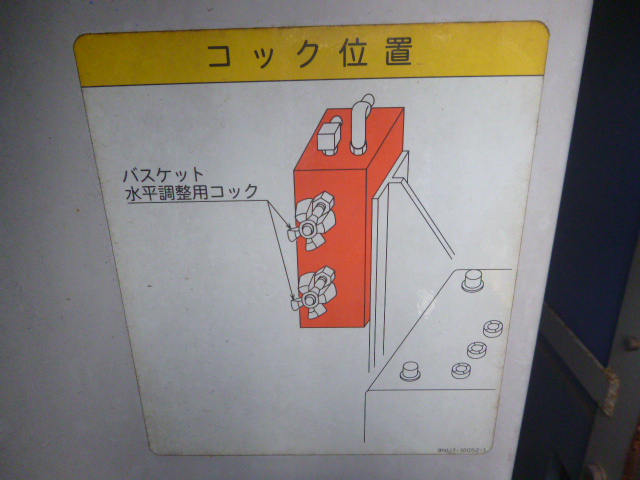 コック位置
バスケット
水平調整用コック